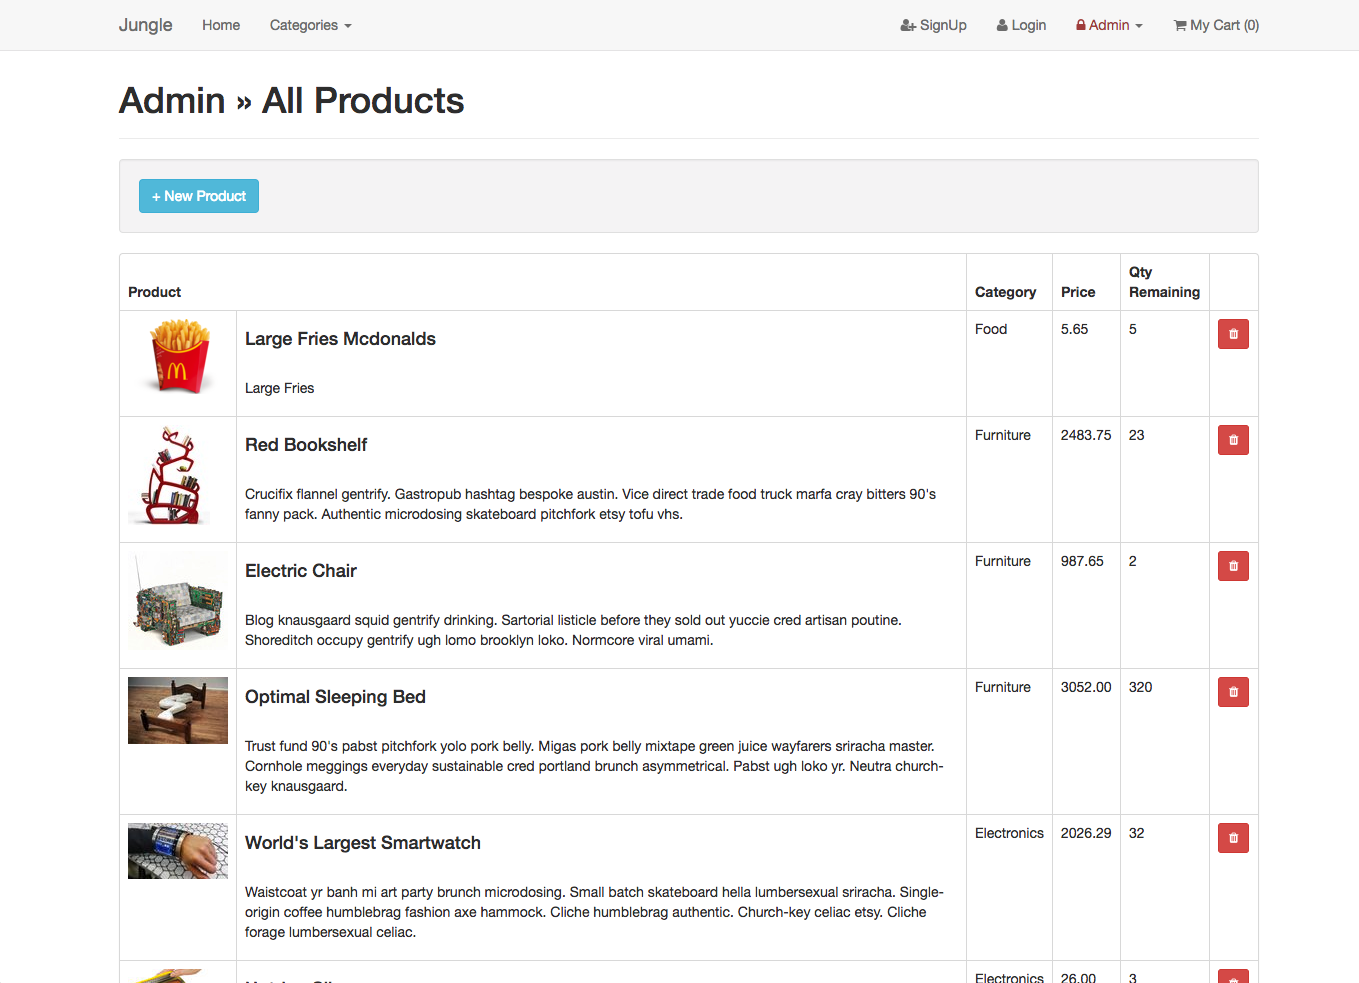 Jungle Home Categories SignUp Login Admin My Cart (0)
Admin » All Products
+ New Product
Product Category Price Qty Remaining
Large Fries Mcdonalds Food 5.65 5
Large Fries
Red Bookshelf Furniture 2483.75 23
Crucifix flannel gentrify. Gastropub hashtag bespoke austin. Vice direct trade food truck marfa cray bitters 90's
fanny pack. Authentic microdosing skateboard pitchfork etsy tofu vhs.
Electric Chair Furniture 987.65 2
Blog knausgaard squid gentrify drinking. Sartorial listicle before they sold out yuccie cred artisan poutine.
Shoreditch occupy gentrify ugh lomo brooklyn loko. Normcore viral umami.
Optimal Sleeping Bed Furniture 3052.00 320
Trust fund 90's pabst pitchfork yolo pork belly. Migas pork belly mixtape green juice wayfarers sriracha master.
Cornhole meggings everyday sustainable cred portland brunch asymmetrical. Pabst ugh loko yr. Neutra church-
key knausgaard.
World's Largest Smartwatch Electronics 2026.29 32
Waistcoat yr banh mi art party brunch microdosing. Small batch skateboard hella lumbersexual sriracha. Single-
origin coffee humblebrag fashion axe hammock. Cliche humblebrag authentic. Church-key celiac etsy. Cliche
forage lumbersexual celiac.
Electronics 26.00 3